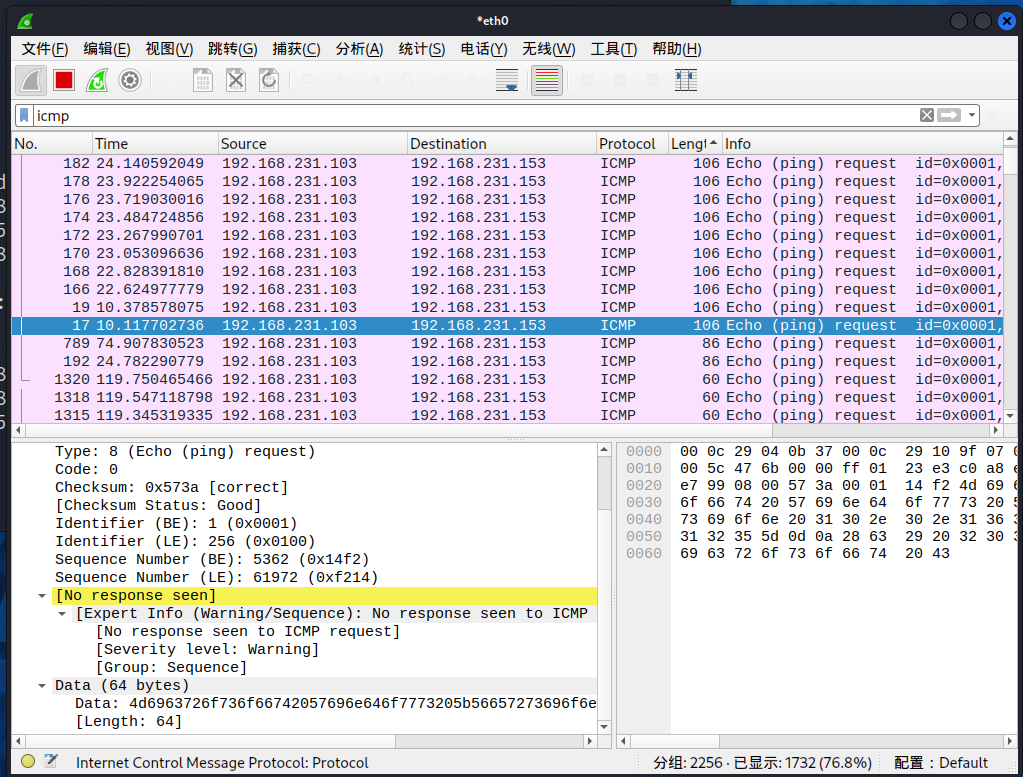 *eth0
文件(F) 编辑(E) 视图(V) 跳转(G) 捕获(C) 分析(A) 统计(S) 电话(Y) 无线(W) 工具(T) 帮助(H)
icmp
No. Time Source Destination Protocol Lengt Info
182 24.140592049 192.168.231.103 192.168.231.153 ICMP 106 Echo (ping) request id=0x0001,
178 23.922254065 192.168.231.103 192.168.231.153 ICMP 106 Echo (ping) request id=0x0001,
176 23.719030016 192.168.231.103 192.168.231.153 ICMP 106 Echo (ping) request id=0x0001,
174 23.484724856 192.168.231.103 192.168.231.153 ICMP 106 Echo (ping) request id=0x0001,
172 23.267990701 192.168.231.103 192.168.231.153 ICMP 106 Echo (ping) request id=0x0001,
170 23.053096636 192.168.231.103 192.168.231.153 ICMP 106 Echo (ping) request id=0x0001,
168 22.828391810 192.168.231.103 192.168.231.153 ICMP 106 Echo (ping) request id=0x0001,
166 22.624977779 192.168.231.103 192.168.231.153 ICMP 106 Echo (ping) request id=0x0001,
19 10.378578075 192.168.231.103 192.168.231.153 ICMP 106 Echo (ping) request id=0x0001,
17 10.117702736 192.168.231.103 192.168.231.153 ICMP 106 Echo (ping) request id=0x0001,
789 74.907830523 192.168.231.103 192.168.231.153 ICMP 86 Echo (ping) request id=0x0001,
192 24.782290779 192.168.231.103 192.168.231.153 ICMP 86 Echo (ping) request id=0x0001,
1320 119.750465466 192.168.231.103 192.168.231.153 ICMP 60 Echo (ping) request id=0x0001,
1318 119.547118798 192.168.231.103 192.168.231.153 ICMP 60 Echo (ping) request id=0x0001,
1315 119.345319335 192.168.231.103 192.168.231.153 ICMP 60 Echo (ping) request id=0x0001,
Type: 8 (Echo (ping) request)
Code: 0
Checksum: 0x573a [correct]
[Checksum Status: Good]
Identifier (BE): 1 (0x0001)
Identifier (LE): 256 (0x0100)
Sequence Number (BE): 5362 (0x14f2)
Sequence Number (LE): 61972 (0xf214)
[No response seen]
[Expert Info (Warning/Sequence): No response seen to ICMP
[No response seen to ICMP request]
[Severity level: Warning]
[Group: Sequence]
Data (64 bytes)
Data: 4d6963726f736f66742057696e646f7773205b56657273696f6e
[Length: 64]
0000 00 0c 29 04 0b 37 00 0c 29 10 9f 07
0010 00 5c 47 6b 00 00 ff 01 23 e3 c0 a8
0020 e7 99 08 00 57 3a 00 01 14 f2 4d 69
0030 6f 66 74 20 57 69 6e 64 6f 77 73 20
0040 73 69 6f 6e 20 31 30 2e 30 2e 31 36
0050 31 32 35 5d 0d 0a 28 63 29 20 32 30
0060 69 63 72 6f 73 6f 66 74 20 43
Internet Control Message Protocol: Protocol 分组: 2256 · 已显示: 1732 (76.8%) 配置：Default